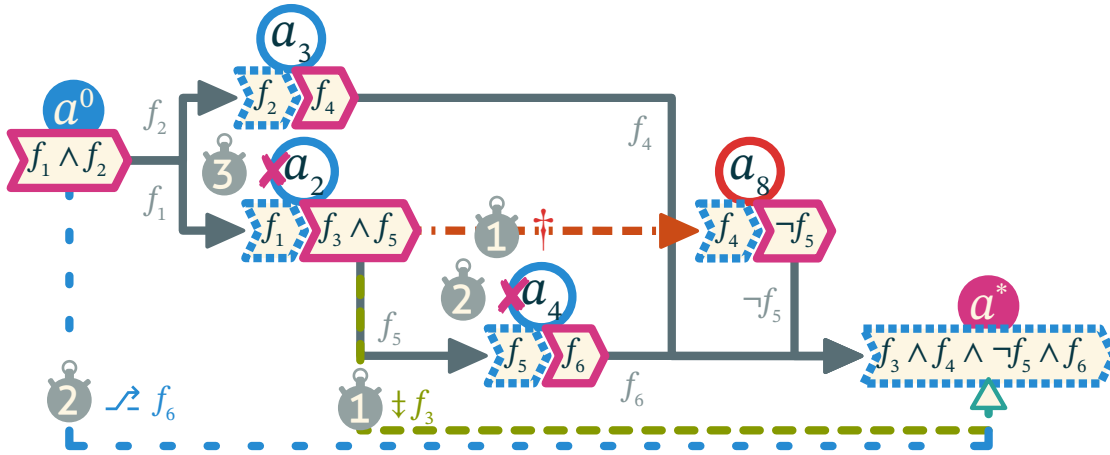 a₃
f₂ f₄
a⁰
f₁ ∧ f₂
f₂
f₁
f₄
3
a₂
f₁ f₃ ∧ f₅
1 †
a₈
f₄ ¬f₅
2
a₄
f₅
f₅ f₆
f₆
¬f₅
a*
f₃ ∧ f₄ ∧ ¬f₅ ∧ f₆
2 ⎇ f₆
1 ‡f₃